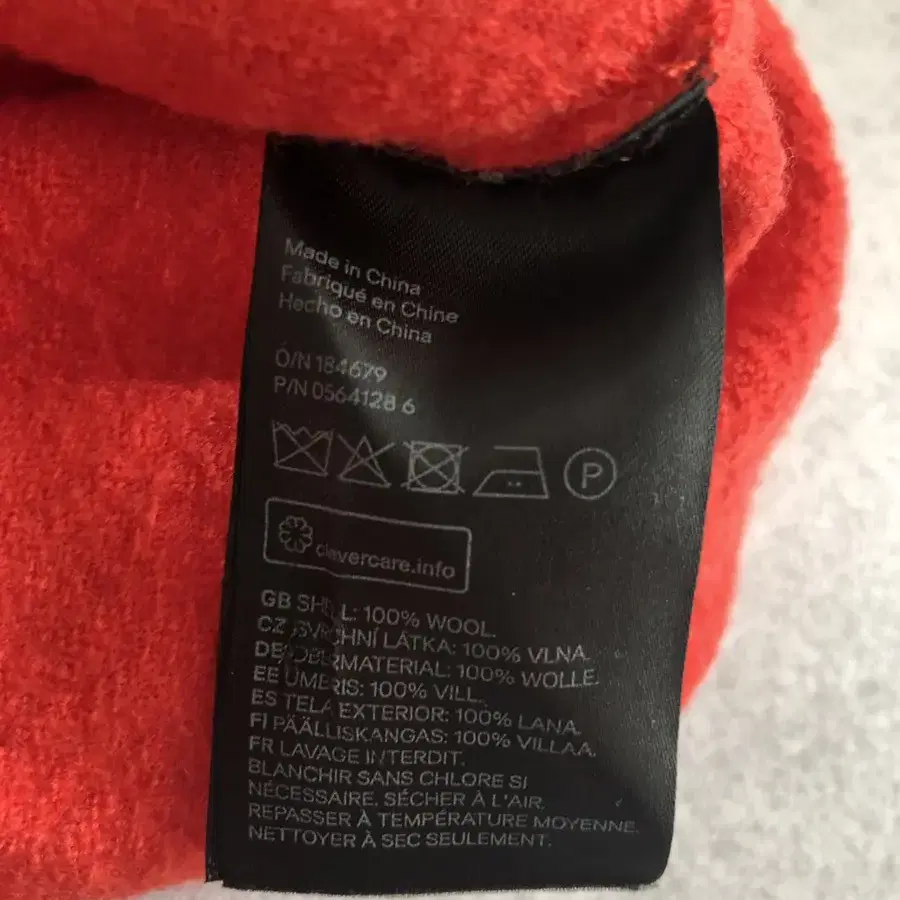 Made in China
Fabriqué en Chine
Hecho en China
O/N 184679
P/N 0564128 6
P
clevercare.info
GB SHELL: 100% WOOL.
CZ SVRCHNÍ LÁTKA: 100% VLNA.
DE OBERMATERIAL: 100% WOLLE.
EE ÜMBRIS: 100% VILL.
ES TELA EXTERIOR: 100% LANA.
FI PÄÄLLISKANGAS: 100% VILLAA.
FR LAVAGE INTERDIT.
BLANCHIR SANS CHLORE SI
NÉCESSAIRE. SÉCHER À L'AIR.
REPASSER À TEMPÉRATURE MOYENNE.
NETTOYER À SEC SEULEMENT.